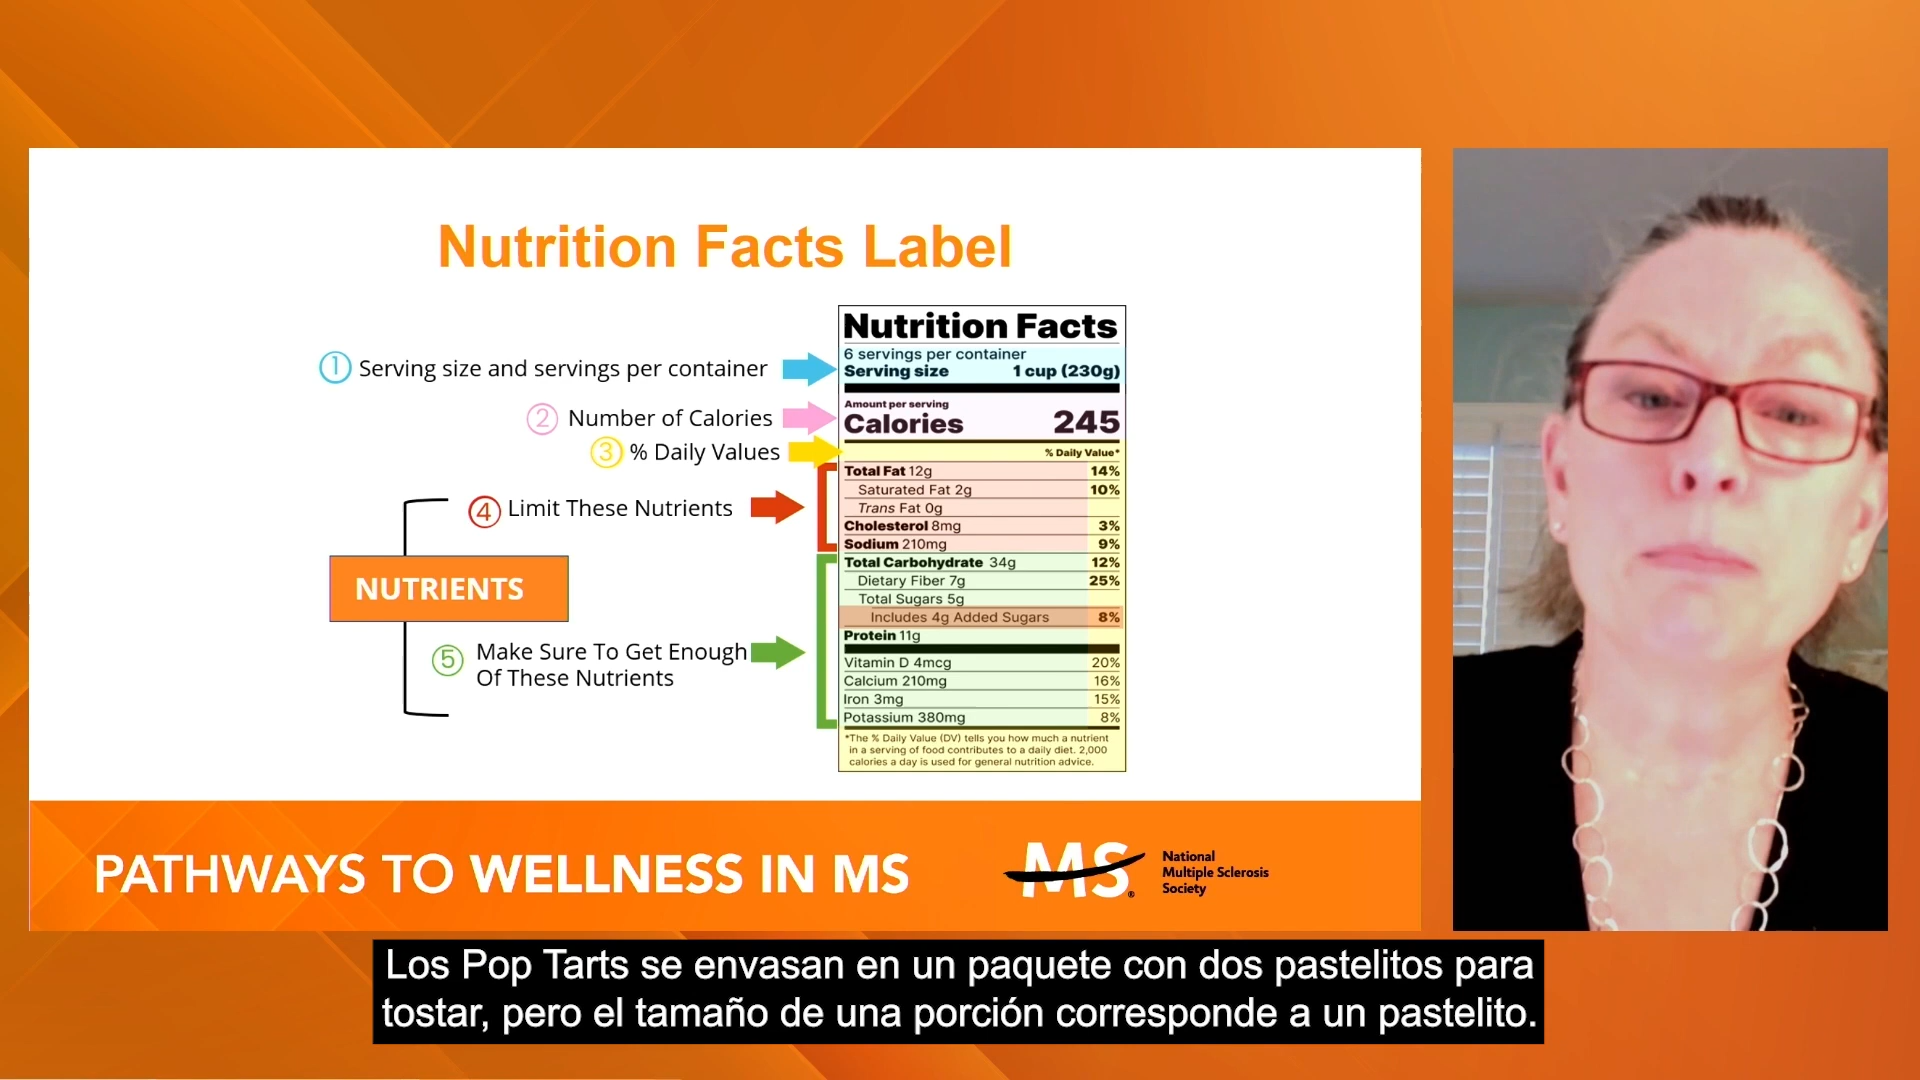 Nutrition Facts Label
① Serving size and servings per container
② Number of Calories
③ % Daily Values
④ Limit These Nutrients
NUTRIENTS
⑤ Make Sure To Get Enough
Of These Nutrients
Nutrition Facts
6 servings per container
Serving size 1 cup (230g)
Amount per serving
Calories 245
% Daily Value*
Total Fat 12g 14%
Saturated Fat 2g 10%
Trans Fat 0g
Cholesterol 8mg 3%
Sodium 210mg 9%
Total Carbohydrate 34g 12%
Dietary Fiber 7g 25%
Total Sugars 5g
Includes 4g Added Sugars 8%
Protein 11g
Vitamin D 4mcg 20%
Calcium 210mg 16%
Iron 3mg 15%
Potassium 380mg 8%
*The % Daily Value (DV) tells you how much a nutrient
in a serving of food contributes to a daily diet. 2,000
calories a day is used for general nutrition advice.
PATHWAYS TO WELLNESS IN MS
MS®
National
Multiple Sclerosis
Society
Los Pop Tarts se envasan en un paquete con dos pastelitos para
tostar, pero el tamaño de una porción corresponde a un pastelito.